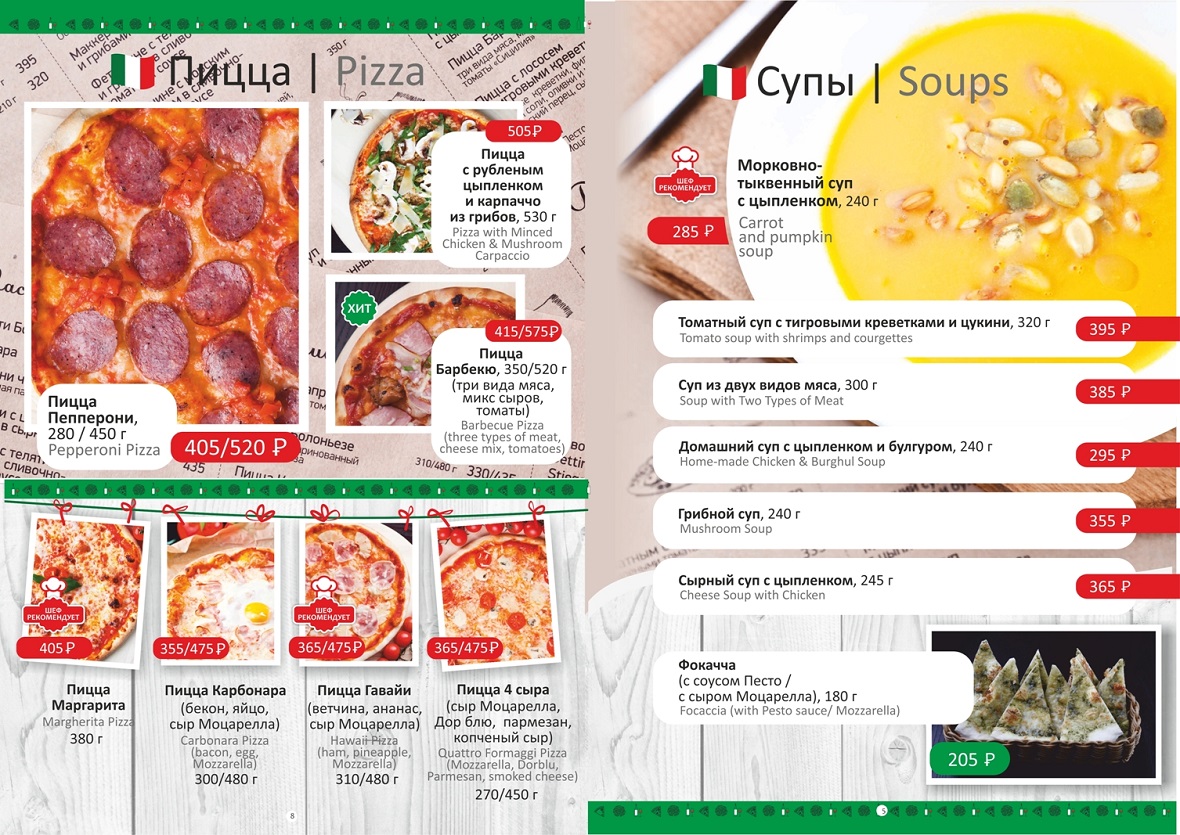 Пицца | Pizza
505 ₽
Пицца
с рубленым
цыпленком
и карпаччо
из грибов, 530 г
Pizza with Minced
Chicken & Mushroom
Carpaccio
ХИТ
415/575 ₽
Пицца
Барбекю, 350/520 г
(три вида мяса,
микс сыров,
томаты)
Barbecue Pizza
(three types of meat,
cheese mix, tomatoes)
Пицца
Пепперони,
280 / 450 г
Pepperoni Pizza
405/520 ₽
ШЕФ
РЕКОМЕНДУЕТ
405 ₽
Пицца
Маргарита
Margherita Pizza
380 г
355/475 ₽
Пицца Карбонара
(бекон, яйцо,
сыр Моцарелла)
Carbonara Pizza
(bacon, egg,
Mozzarella)
300/480 г
ШЕФ
РЕКОМЕНДУЕТ
365/475 ₽
Пицца Гавайи
(ветчина, ананас,
сыр Моцарелла)
Hawaii Pizza
(ham, pineapple,
Mozzarella)
310/480 г
365/475 ₽
Пицца 4 сыра
(сыр Моцарелла,
Дор блю, пармезан,
копченый сыр)
Quattro Formaggi Pizza
(Mozzarella, Dorblu,
Parmesan, smoked cheese)
270/450 г
8
Супы | Soups
ШЕФ
РЕКОМЕНДУЕТ
Морковно-
тыквенный суп
с цыпленком, 240 г
285 ₽
Carrot
and pumpkin
soup
Томатный суп с тигровыми креветками и цукини, 320 г
Tomato soup with shrimps and courgettes
395 ₽
Суп из двух видов мяса, 300 г
Soup with Two Types of Meat
385 ₽
Домашний суп с цыпленком и булгуром, 240 г
Home-made Chicken & Burghul Soup
295 ₽
Грибной суп, 240 г
Mushroom Soup
355 ₽
Сырный суп с цыпленком, 245 г
Cheese Soup with Chicken
365 ₽
Фокачча
(с соусом Песто /
с сыром Моцарелла), 180 г
Focaccia (with Pesto sauce/ Mozzarella)
205 ₽
5